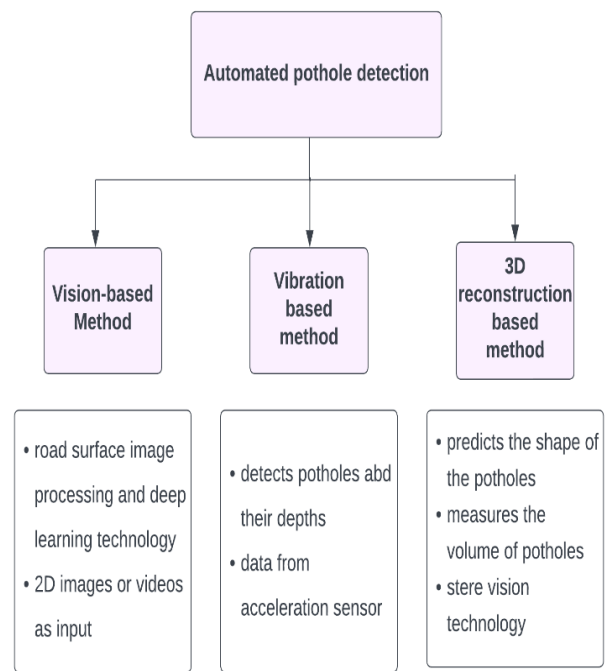 Automated pothole detection
Vision-based
Method
Vibration
based
method
3D
reconstruction
based
method
• road surface image
processing and deep
learning technology
• 2D images or videos
as input
• detects potholes abd
their depths
• data from
acceleration sensor
• predicts the shape of
the potholes
• measures the
volume of potholes
• stere vision
technology